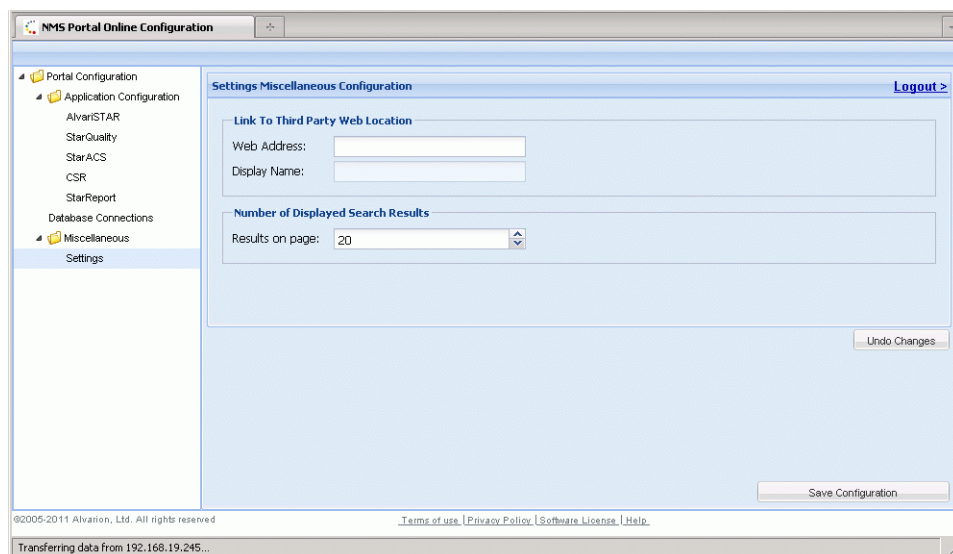 NMS Portal Online Configuration
Portal Configuration
Application Configuration
AlvariSTAR
StarQuality
StarACS
CSR
StarReport
Database Connections
Miscellaneous
Settings
Settings Miscellaneous Configuration
Logout >
Link To Third Party Web Location
Web Address:
Display Name:
Number of Displayed Search Results
Results on page: 20
Undo Changes
Save Configuration
©2005-2011 Alvarion, Ltd. All rights reserved
Terms of use | Privacy Policy | Software License | Help
Transferring data from 192.168.19.245...